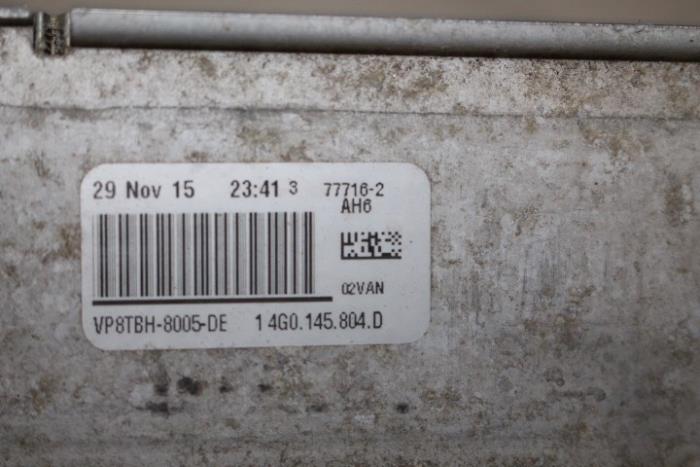 29 Nov 15 23:41 3 77716-2
AH6
02VAN
VP8TBH-8005-DE 1 4G0.145.804.D